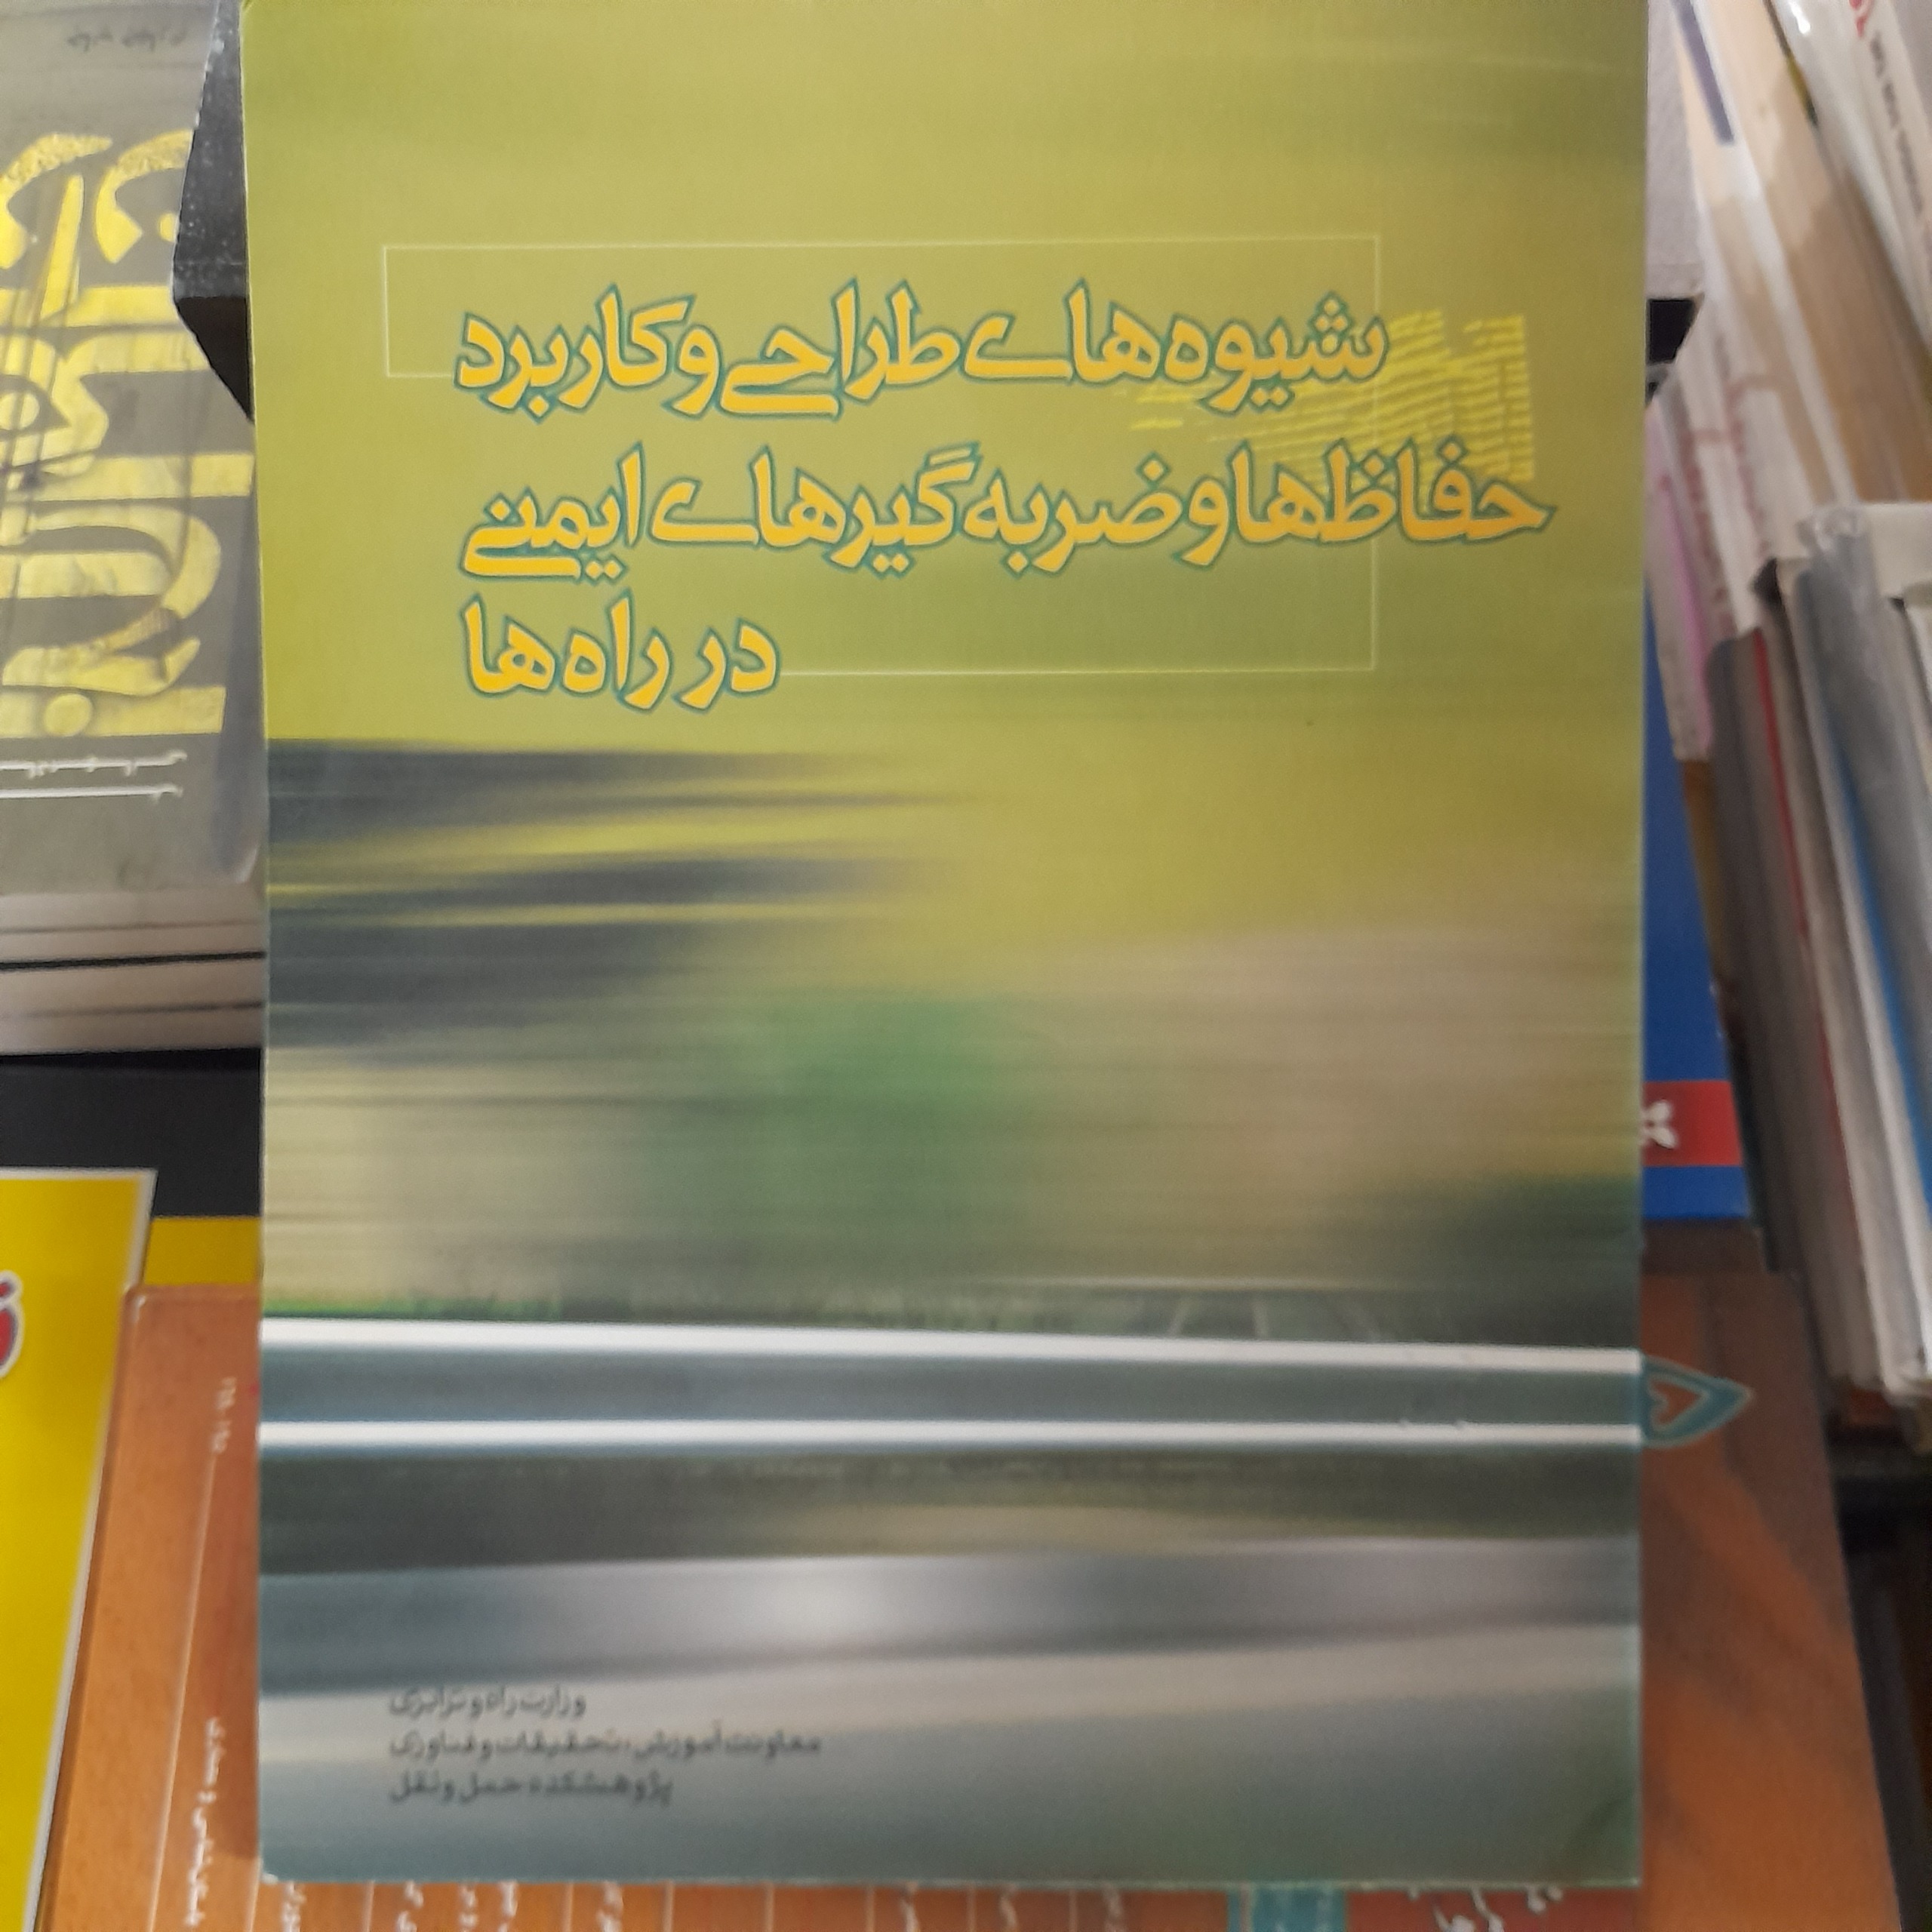 شیوه‌های طراحی و کاربرد
حفاظ‌ها و ضربه‌گیرهای ایمنی
در راه‌ها
وزارت راه و ترابری
معاونت آموزش، تحقیقات و فناوری
پژوهشکده حمل و نقل